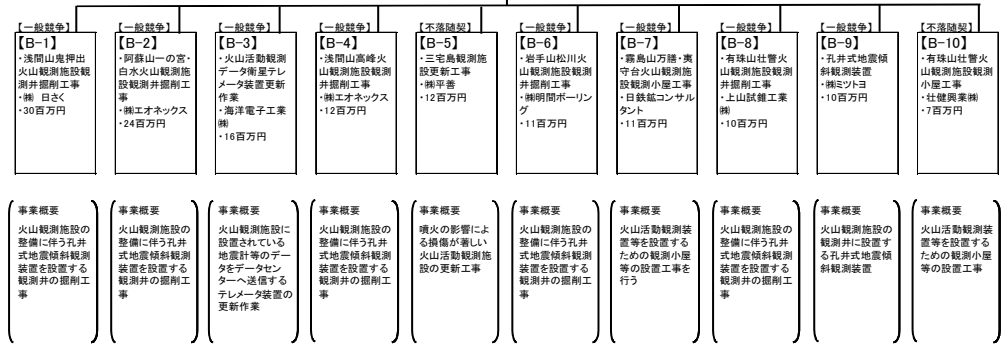 【一般競争】
【B-1】
・浅間山鬼押出
火山観測施設観
測井掘削工事
・㈱ 日さく
・30百万円
【一般競争】
【B-2】
・阿蘇山一の宮・
白水火山観測施
設観測井掘削工
事
・㈱エオネックス
・24百万円
【一般競争】
【B-3】
・火山活動観測
データ衛星テレ
メータ装置更新
作業
・海洋電子工業
㈱
・16百万円
【一般競争】
【B-4】
・浅間山高峰火
山観測施設観測
井掘削工事
・㈱エオネックス
・12百万円
【不落随契】
【B-5】
・三宅島観測施
設更新工事
・㈱平善
・12百万円
【一般競争】
【B-6】
・岩手山松川火
山観測施設観測
井掘削工事
・㈱明間ボーリン
グ
・11百万円
【一般競争】
【B-7】
・霧島山万膳・夷
守台火山観測施
設観測小屋工事
・日鉄鉱コンサル
タント
・11百万円
【一般競争】
【B-8】
・有珠山壮瞥火
山観測施設観測
井掘削工事
・上山試錐工業
㈱
・10百万円
【一般競争】
【B-9】
・孔井式地震傾
斜観測装置
・㈱ミツトヨ
・10百万円
【不落随契】
【B-10】
・有珠山壮瞥火
山観測施設観測
小屋工事
・壮健興業㈱
・7百万円
事業概要
火山観測施設の
整備に伴う孔井
式地震傾斜観測
装置を設置する
観測井の掘削工
事
事業概要
火山観測施設の
整備に伴う孔井
式地震傾斜観測
装置を設置する
観測井の掘削工
事
事業概要
火山観測施設に
設置されている
地震計等のデー
タをデータセン
ターへ送信する
テレメータ装置の
更新作業
事業概要
火山観測施設の
整備に伴う孔井
式地震傾斜観測
装置を設置する
観測井の掘削工
事
事業概要
噴火の影響によ
る損傷が著しい
火山活動観測施
設の更新工事
事業概要
火山観測施設の
整備に伴う孔井
式地震傾斜観測
装置を設置する
観測井の掘削工
事
事業概要
火山活動観測装
置等を設置する
ための観測小屋
等の設置工事を
行う
事業概要
火山観測施設の
整備に伴う孔井
式地震傾斜観測
装置を設置する
観測井の掘削工
事
事業概要
火山観測施設の
観測井に設置す
る孔井式地震傾
斜観測装置
事業概要
火山活動観測装
置等を設置する
ための観測小屋
等の設置工事